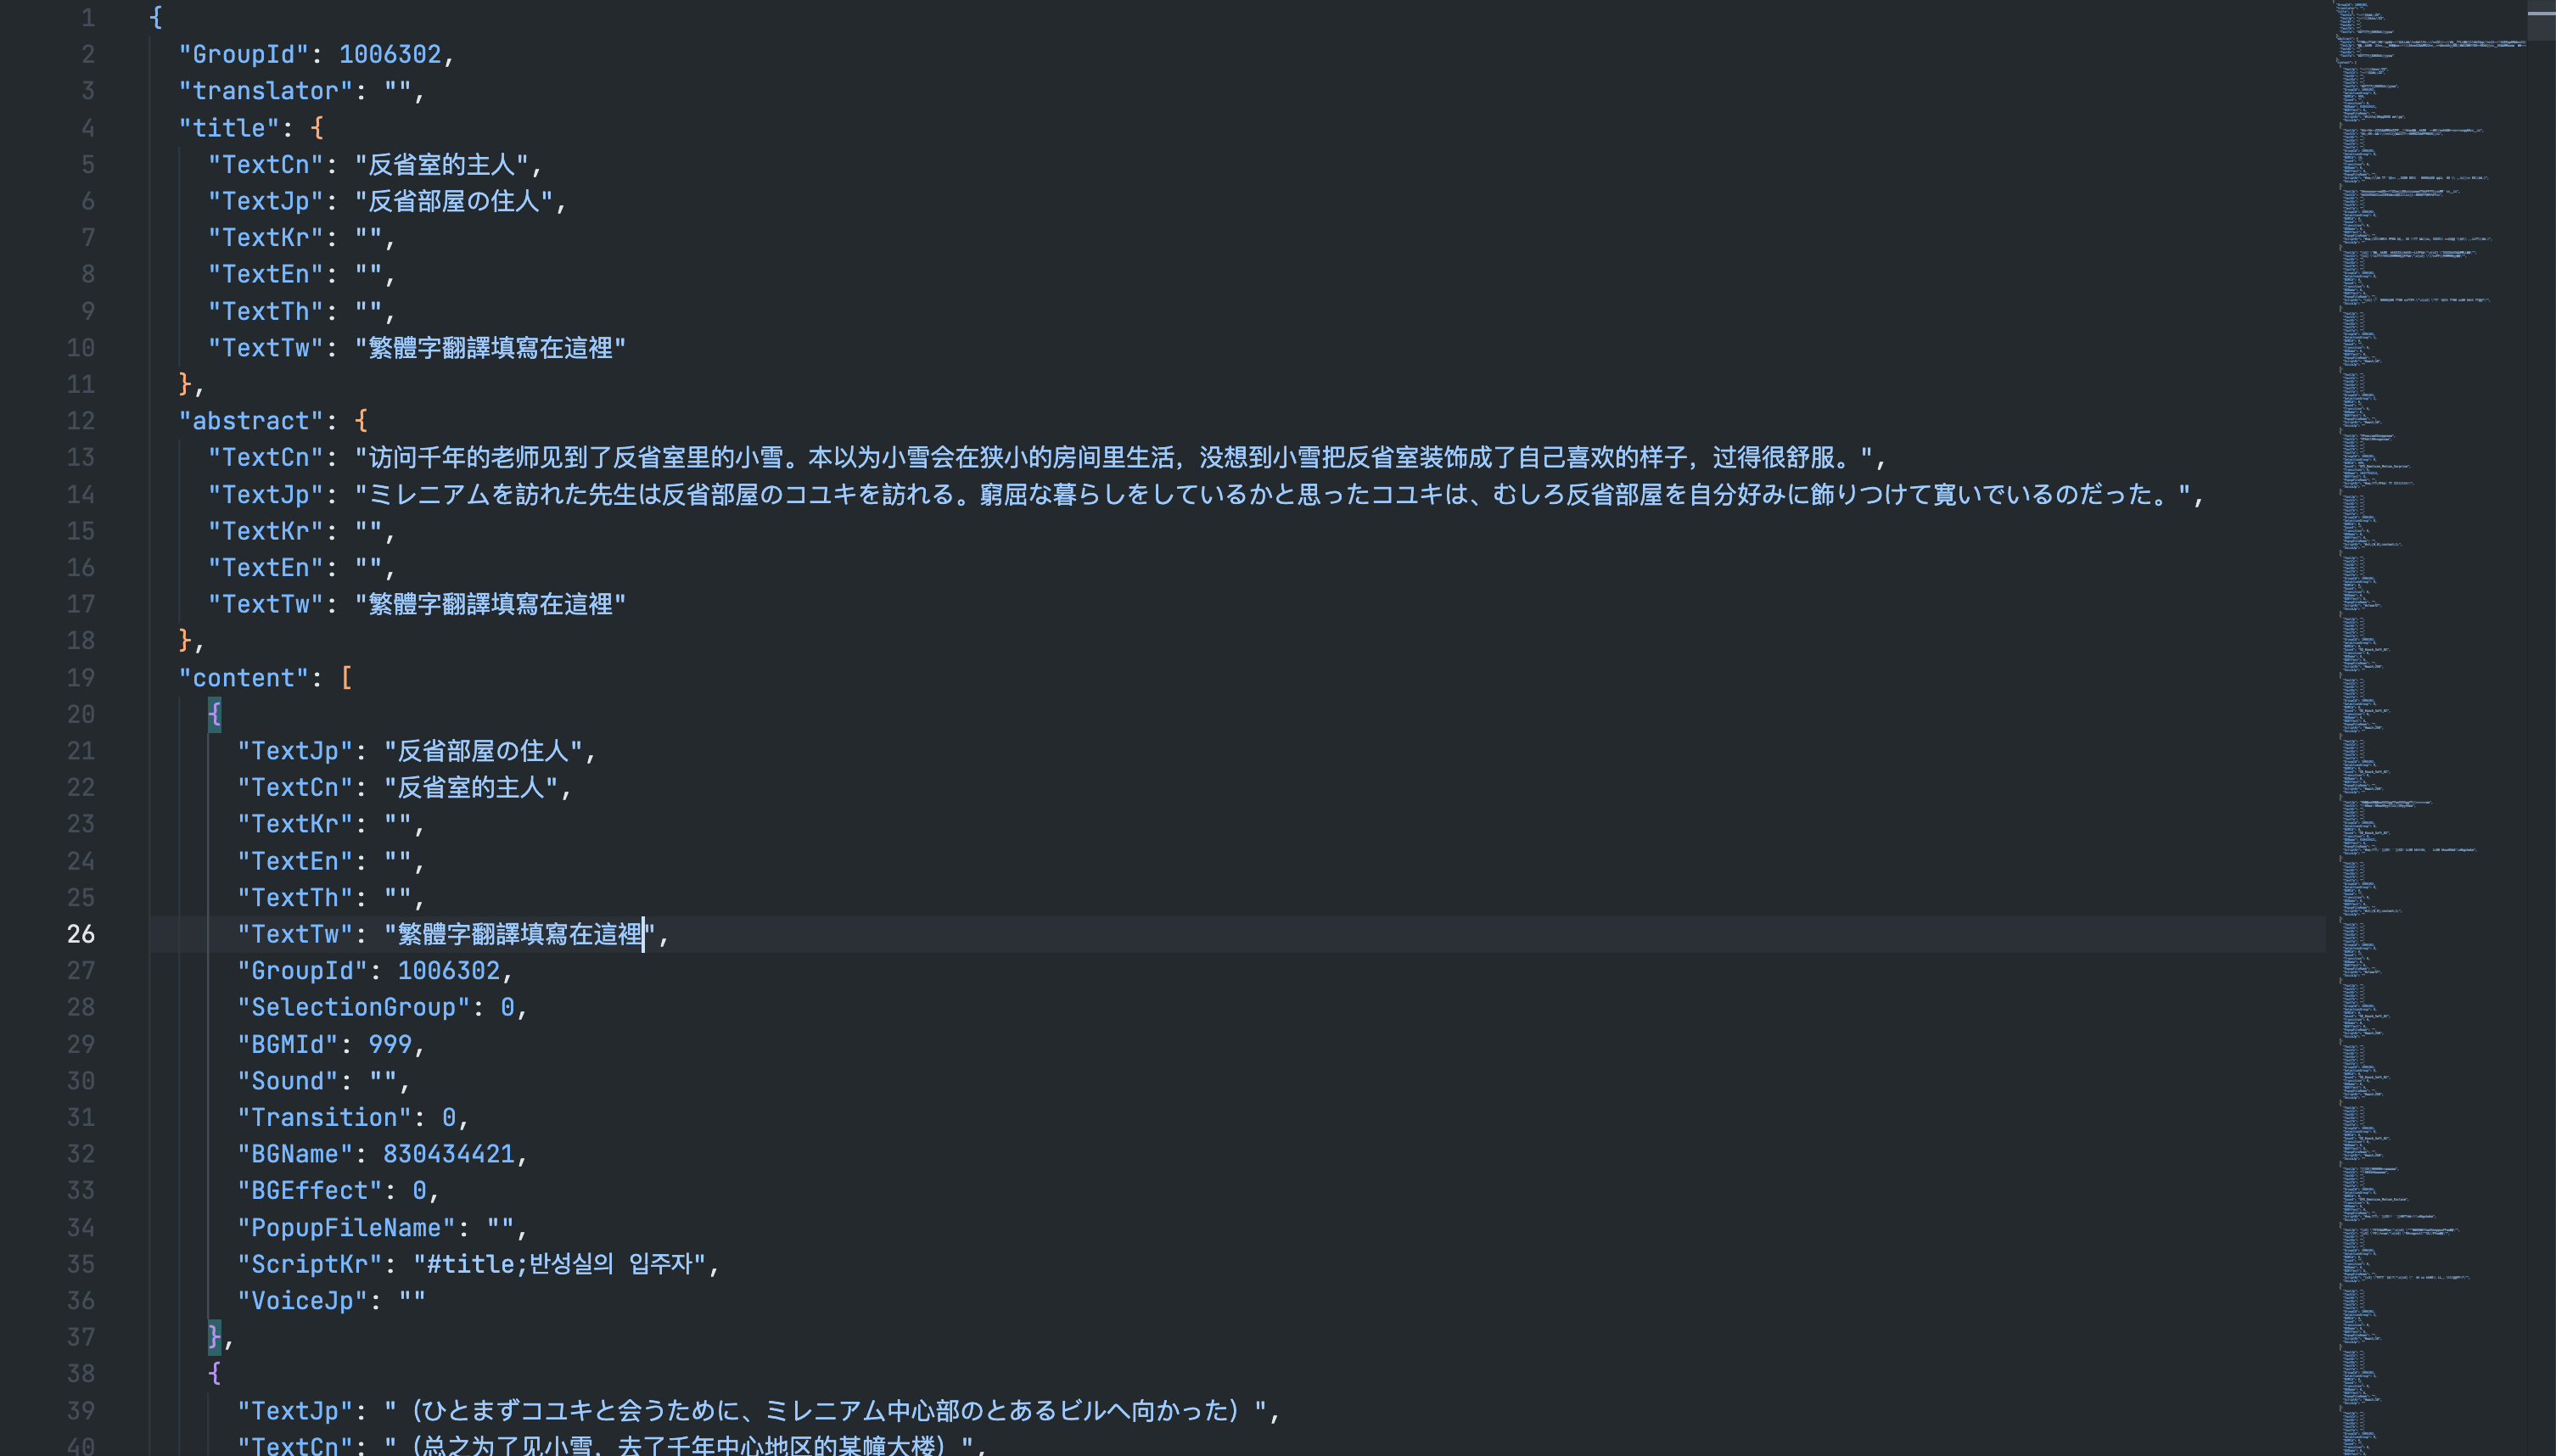 1 {
2 "GroupId": 1006302,
3 "translator": "",
4 "title": {
5 "TextCn": "反省室的主人",
6 "TextJp": "反省部屋の住人",
7 "TextKr": "",
8 "TextEn": "",
9 "TextTh": "",
10 "TextTw": "繁體字翻譯填寫在這裡"
11 },
12 "abstract": {
13 "TextCn": "访问千年的老师见到了反省室里的小雪。本以为小雪会在狭小的房间里生活，没想到小雪把反省室装饰成了自己喜欢的样子，过得很舒服。",
14 "TextJp": "ミレニアムを訪れた先生は反省部屋のコユキを訪れる。窮屈な暮らしをしているかと思ったコユキは、むしろ反省部屋を自分好みに飾りつけて寛いでいるのだった。",
15 "TextKr": "",
16 "TextEn": "",
17 "TextTw": "繁體字翻譯填寫在這裡"
18 },
19 "content": [
20 {
21 "TextJp": "反省部屋の住人",
22 "TextCn": "反省室的主人",
23 "TextKr": "",
24 "TextEn": "",
25 "TextTh": "",
26 "TextTw": "繁體字翻譯填寫在這裡",
27 "GroupId": 1006302,
28 "SelectionGroup": 0,
29 "BGMId": 999,
30 "Sound": "",
31 "Transition": 0,
32 "BGName": 830434421,
33 "BGEffect": 0,
34 "PopupFileName": "",
35 "ScriptKr": "#title;반성실의 입주자",
36 "VoiceJp": ""
37 },
38 {
39 "TextJp": "（ひとまずコユキと会うために、ミレニアム中心部のとあるビルへ向かった）",
40 "TextCn": "（总之为了见小雪，去了千年中心地区的某幢大楼）",